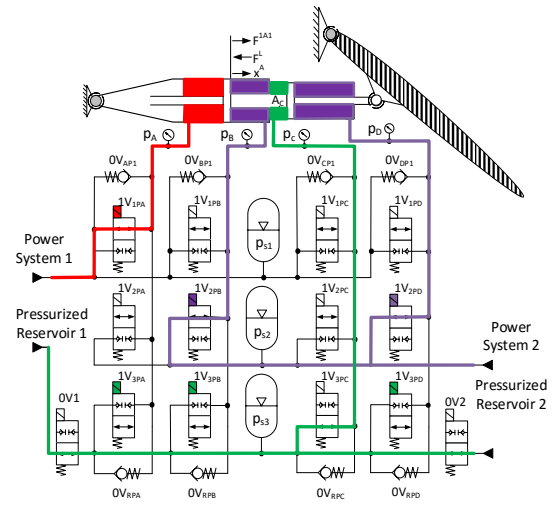 F1A1
FL
xA
AC
pA
pB
pc
pD
0VAP1
0VBP1
0VCP1
0VDP1
1V1PA
1V1PB
1V1PC
1V1PD
Power
System 1
ps1
Pressurized
Reservoir 1
1V2PA
1V2PB
1V2PC
1V2PD
ps2
Power
System 2
Pressurized
Reservoir 2
1V3PA
1V3PB
1V3PC
1V3PD
0V1
0V2
ps3
0VRPA
0VRPB
0VRPC
0VRPD